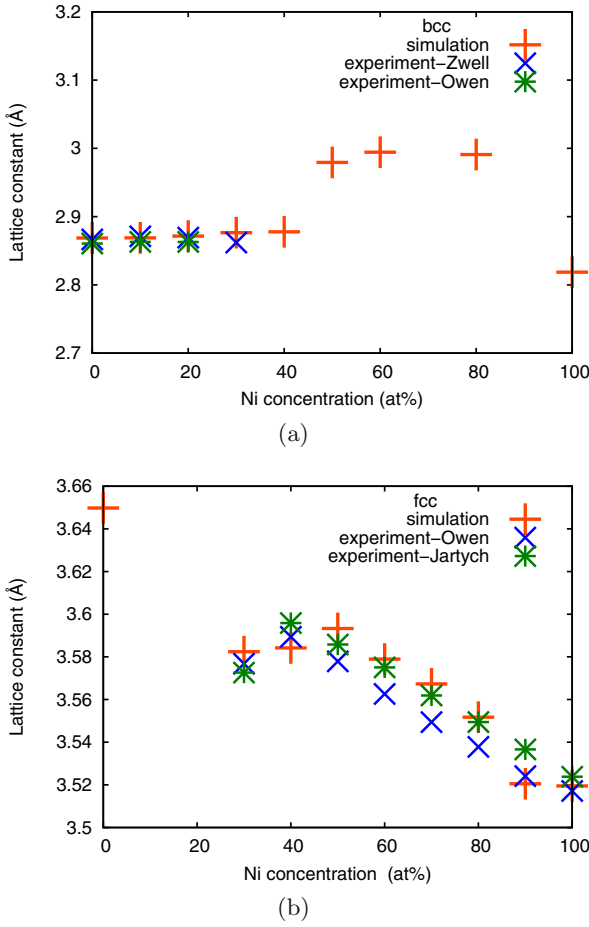 3.2
bcc
simulation
experiment–Zwell
experiment–Owen
3.1
3
2.9
2.8
2.7
Lattice constant (Å)
0 20 40 60 80 100
Ni concentration (at%)
(a)
3.66
fcc
simulation
experiment–Owen
experiment–Jartych
3.64
3.62
3.6
3.58
3.56
3.54
3.52
3.5
Lattice constant (Å)
0 20 40 60 80 100
Ni concentration (at%)
(b)